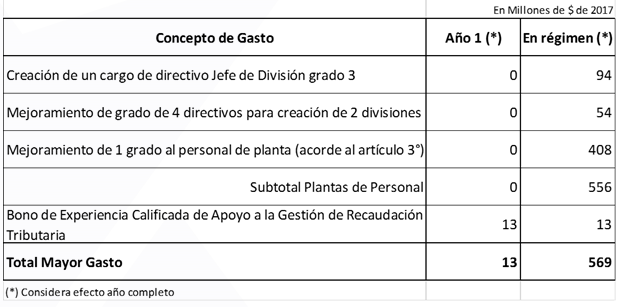 En Millones de $ de 2017
Concepto de Gasto Año 1 (*) En régimen (*)
Creación de un cargo de directivo Jefe de División grado 3 0 94
Mejoramiento de grado de 4 directivos para creación de 2 divisiones 0 54
Mejoramiento de 1 grado al personal de planta (acorde al artículo 3°) 0 408
Subtotal Plantas de Personal 0 556
Bono de Experiencia Calificada de Apoyo a la Gestión de Recaudación
Tributaria 13 13
Total Mayor Gasto 13 569
(*) Considera efecto año completo